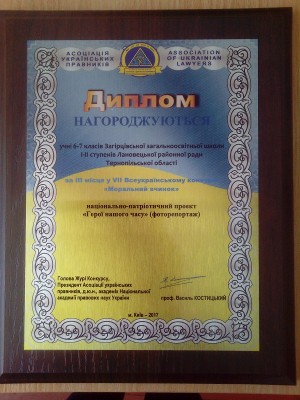 АСОЦІАЦІЯ
УКРАЇНСЬКИХ
ПРАВНИКІВ
ASSOCIATION
OF UKRAINIAN
LAWYERS
Диплом
НАГОРОДЖУЮТЬСЯ
учні 6-7 класів Загірцівської загальноосвітньої школи
І-ІІ ступенів Лановецької районної ради
Тернопільської області
за ІІІ місце у VII Всеукраїнському конкурсі
«Моральний вчинок»
національно-патріотичний проект
«Герої нашого часу» (фоторепортаж)
Голова Журі Конкурсу,
Президент Асоціації українських
правників, д.ю.н., академік Національної
академії правових наук України
проф. Василь КОСТИЦЬКИЙ
м. Київ – 2017